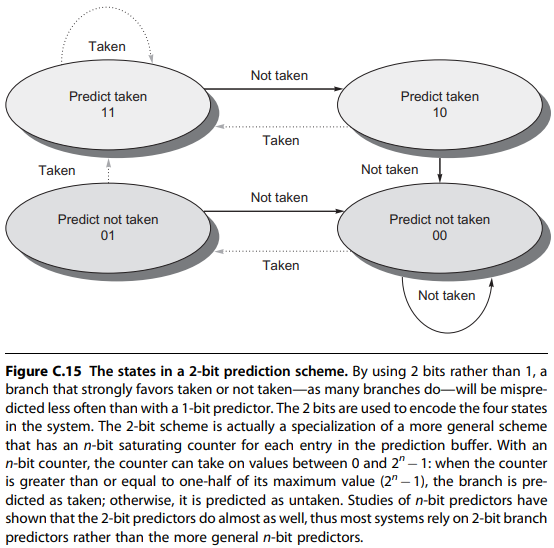 Taken
Not taken
Predict taken
11
Predict taken
10
Taken
Taken
Not taken
Not taken
Predict not taken
01
Predict not taken
00
Taken
Not taken
Figure C.15 The states in a 2-bit prediction scheme. By using 2 bits rather than 1, a
branch that strongly favors taken or not taken—as many branches do—will be mispre-
dicted less often than with a 1-bit predictor. The 2 bits are used to encode the four states
in the system. The 2-bit scheme is actually a specialization of a more general scheme
that has an n-bit saturating counter for each entry in the prediction buffer. With an
n-bit counter, the counter can take on values between 0 and 2ⁿ − 1: when the counter
is greater than or equal to one-half of its maximum value (2ⁿ − 1), the branch is pre-
dicted as taken; otherwise, it is predicted as untaken. Studies of n-bit predictors have
shown that the 2-bit predictors do almost as well, thus most systems rely on 2-bit branch
predictors rather than the more general n-bit predictors.